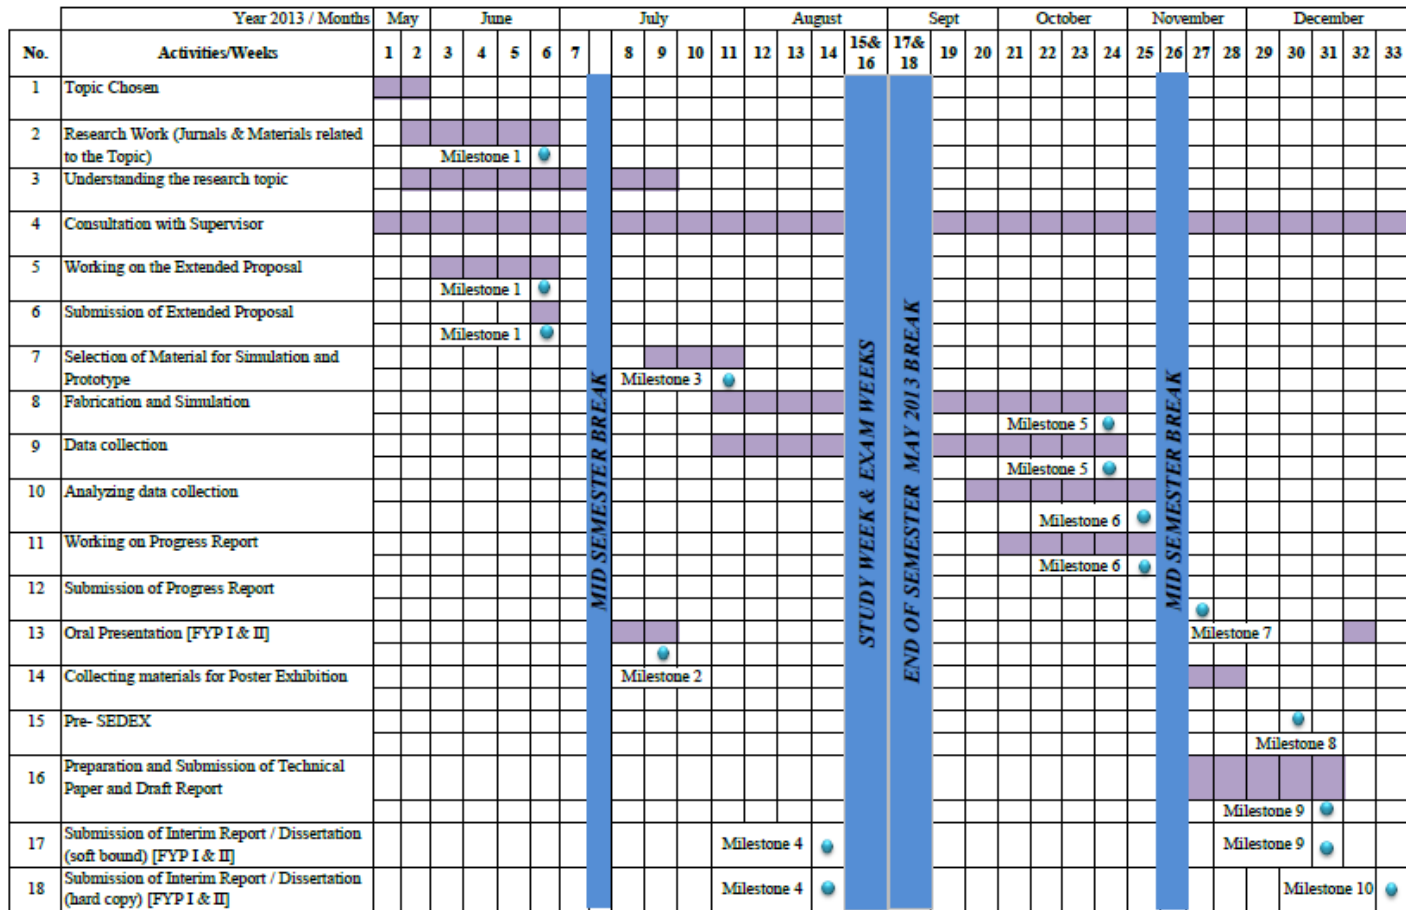 Year 2013 / Months May June July August Sept October November December
No. Activities/Weeks 1 2 3 4 5 6 7 8 9 10 11 12 13 14 15& 16 17& 18 19 20 21 22 23 24 25 26 27 28 29 30 31 32 33
1 Topic Chosen
2 Research Work (Jurnals & Materials related
to the Topic) Milestone 1
3 Understanding the research topic
4 Consultation with Supervisor
5 Working on the Extended Proposal
Milestone 1
6 Submission of Extended Proposal
Milestone 1
7 Selection of Material for Simulation and
Prototype Milestone 3
8 Fabrication and Simulation
Milestone 5
9 Data collection
Milestone 5
10 Analyzing data collection
Milestone 6
11 Working on Progress Report
Milestone 6
12 Submission of Progress Report
13 Oral Presentation [FYP I & II] Milestone 7
14 Collecting materials for Poster Exhibition Milestone 2
15 Pre- SEDEX
Milestone 8
16 Preparation and Submission of Technical
Paper and Draft Report
Milestone 9
17 Submission of Interim Report / Dissertation
(soft bound) [FYP I & II] Milestone 4 Milestone 9
18 Submission of Interim Report / Dissertation
(hard copy) [FYP I & II] Milestone 4 Milestone 10
MID SEMESTER BREAK
STUDY WEEK & EXAM WEEKS
END OF SEMESTER MAY 2013 BREAK
MID SEMESTER BREAK